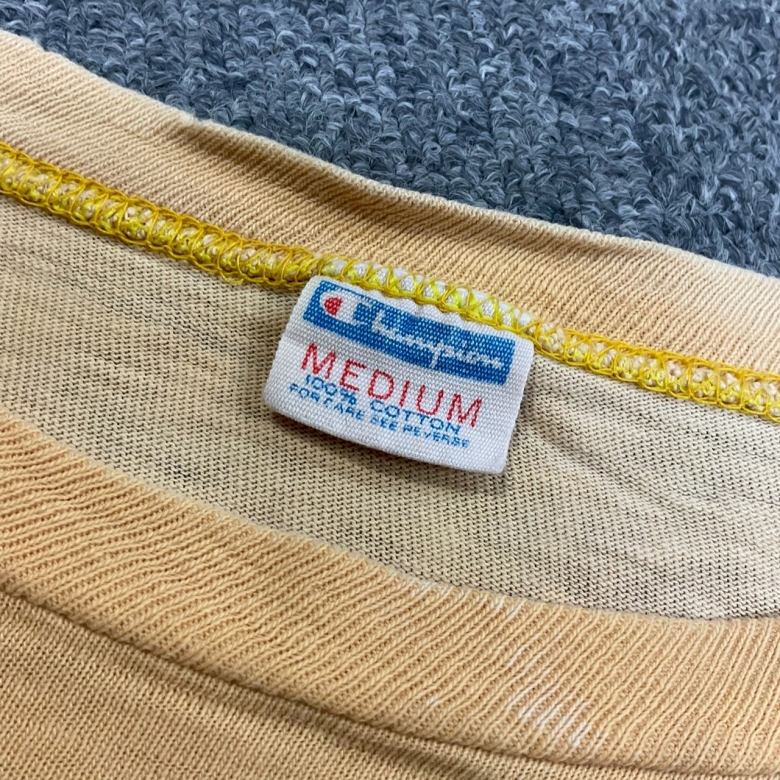 Champion
MEDIUM
100% COTTON
FOR CARE SEE REVERSE